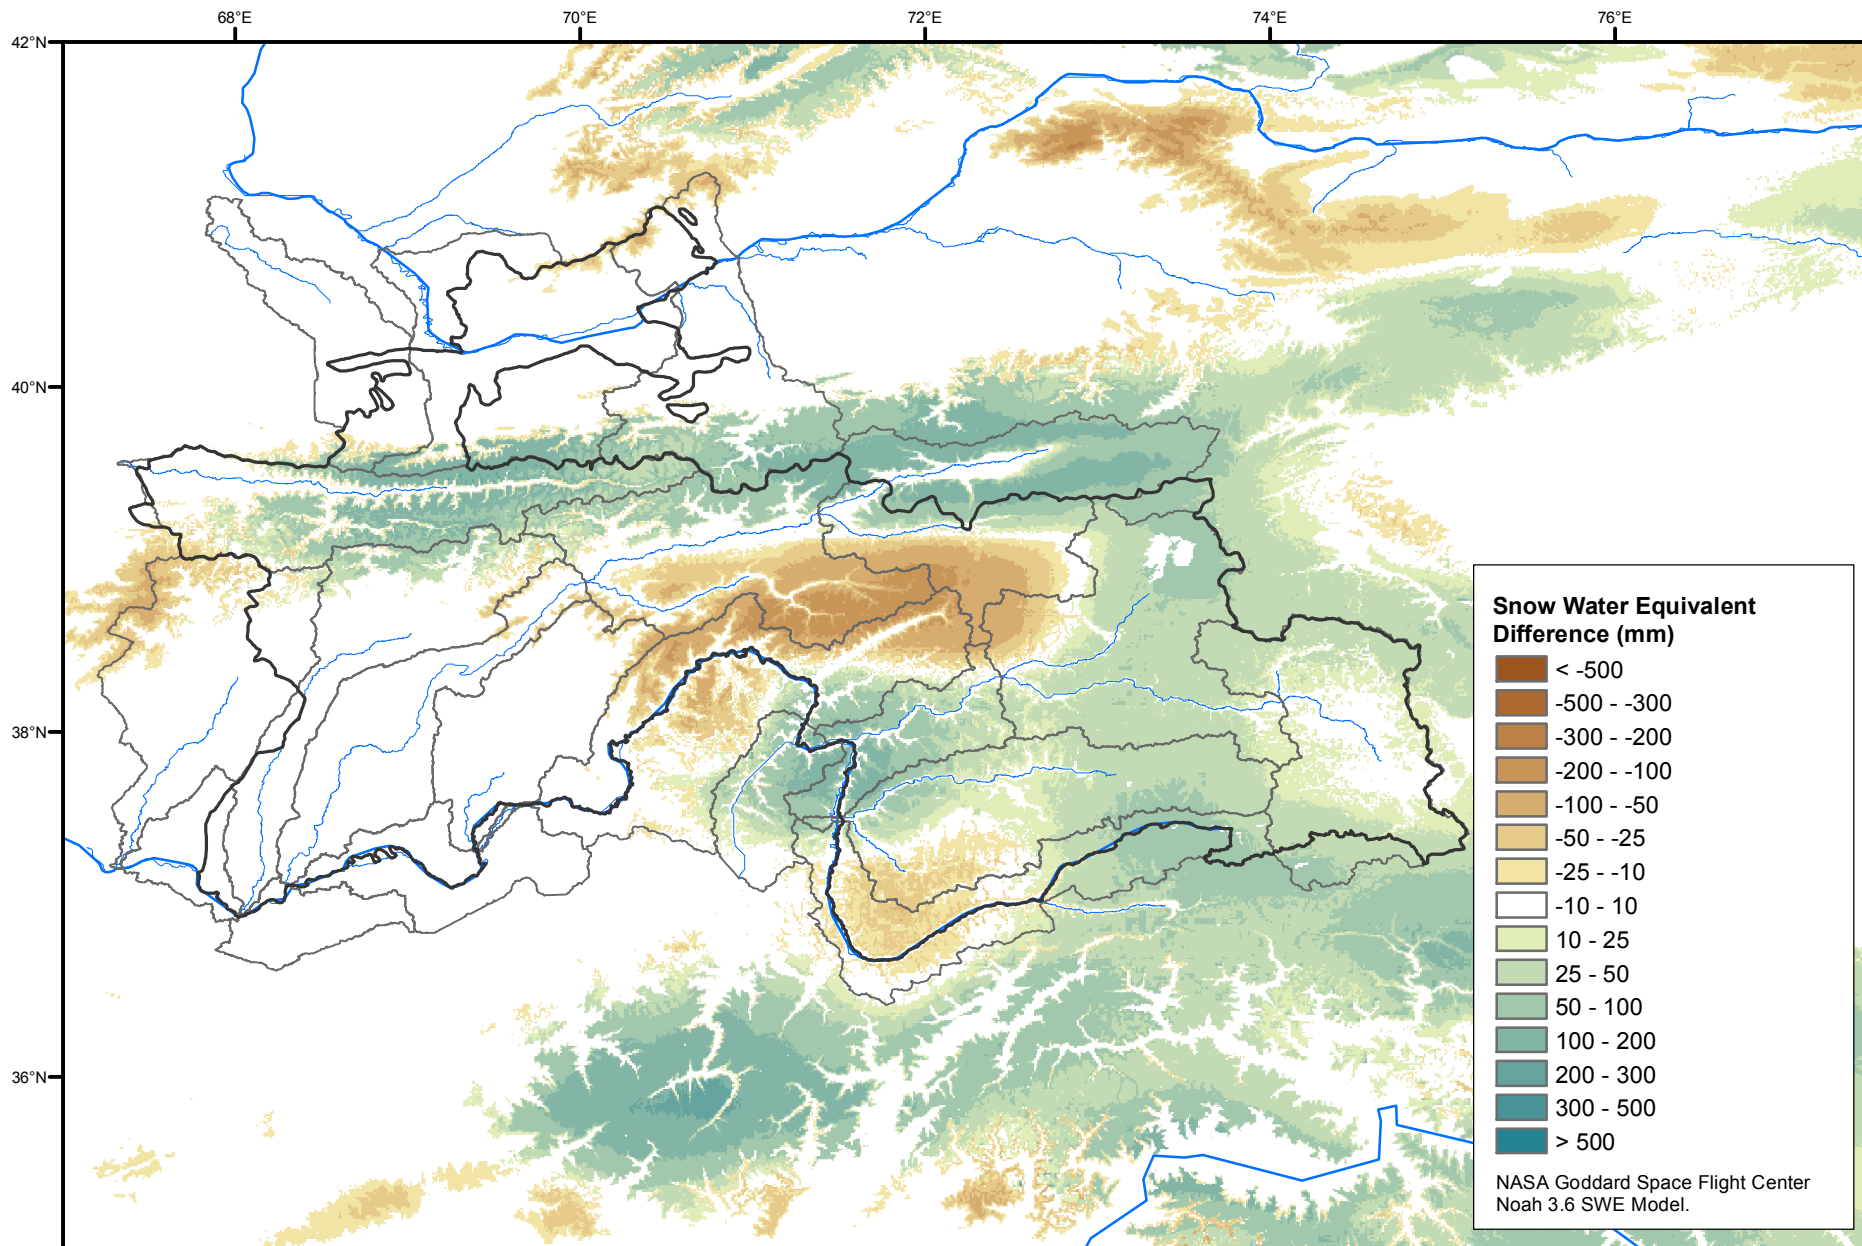 68°E 70°E 72°E 74°E 76°E
42°N
40°N
38°N
36°N
Snow Water Equivalent
Difference (mm)
< -500
-500 - -300
-300 - -200
-200 - -100
-100 - -50
-50 - -25
-25 - -10
-10 - 10
10 - 25
25 - 50
50 - 100
100 - 200
200 - 300
300 - 500
> 500
NASA Goddard Space Flight Center
Noah 3.6 SWE Model.